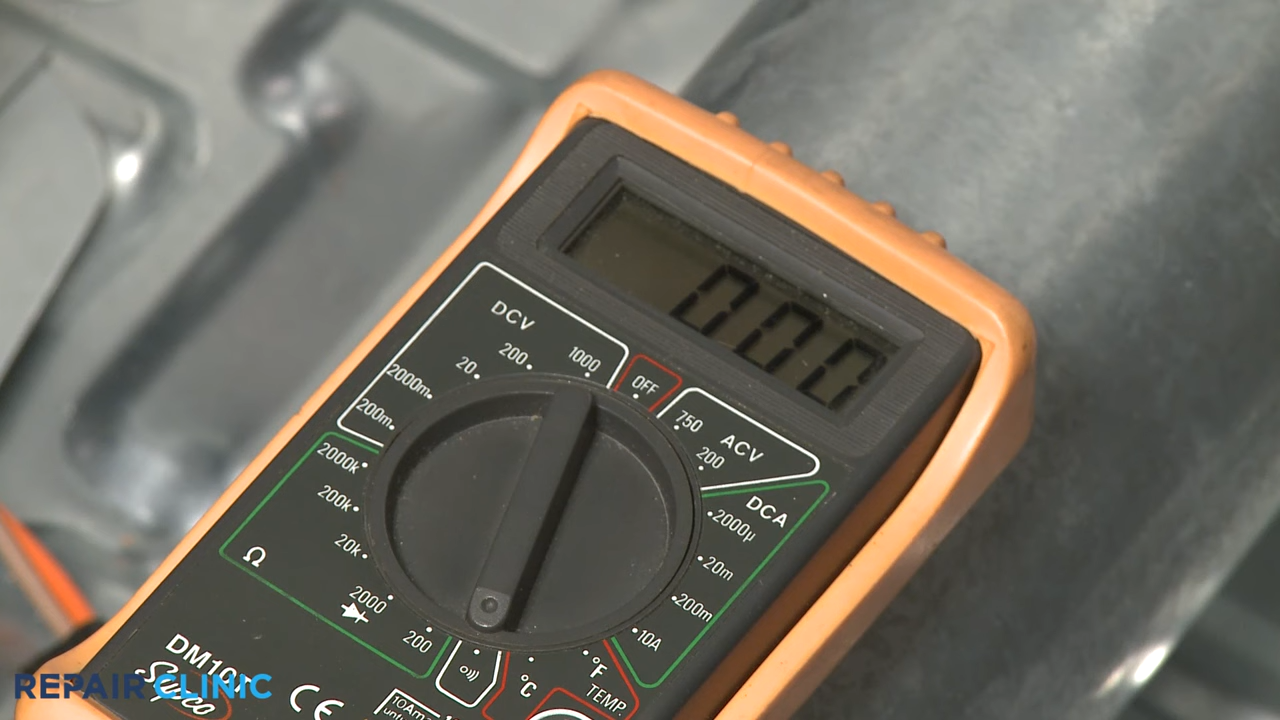 000
DCV
1000
200
20
2000m
200m
OFF
750
ACV
200
DCA
2000µ
20m
200m
10A
2000k
200k
20k
2000
200
Ω
°C
°F
TEMP
Supco
CE
REPAIR CLINIC